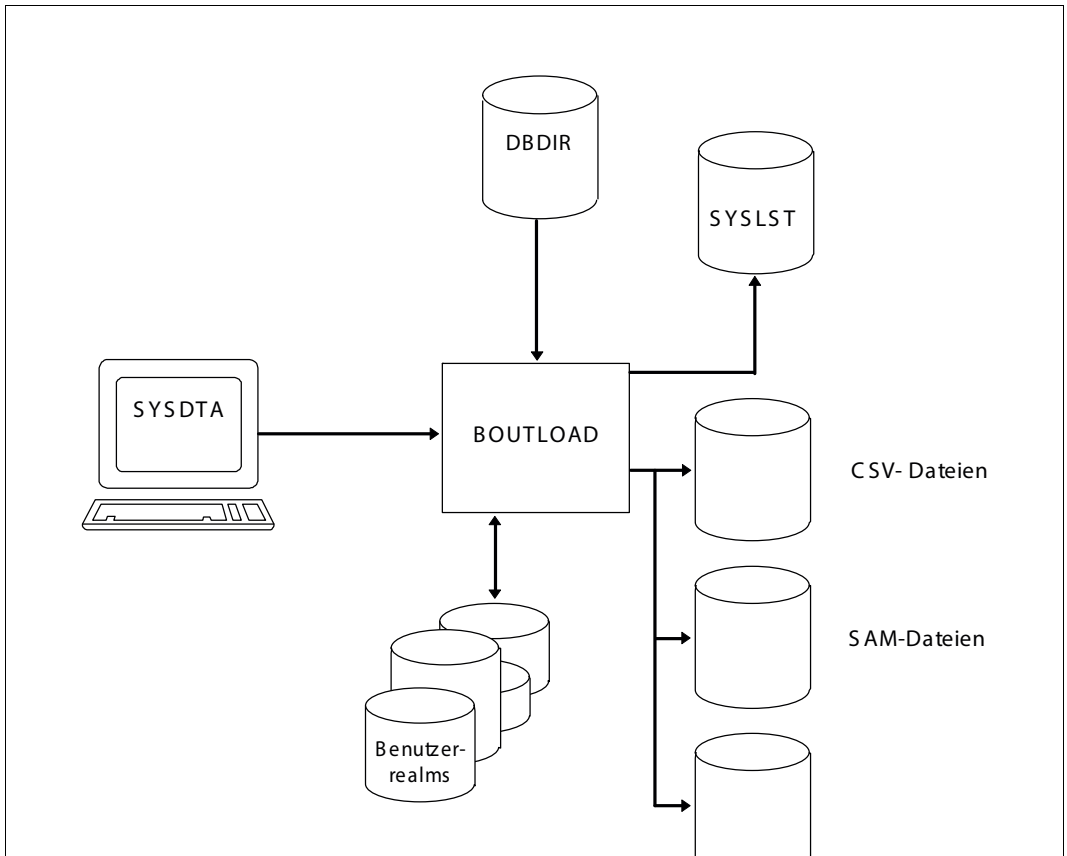 DBDIR
SYSLST
SYSDTA
BOUTLOAD
CSV- Dateien
SAM-Dateien
Benutzer-
realms